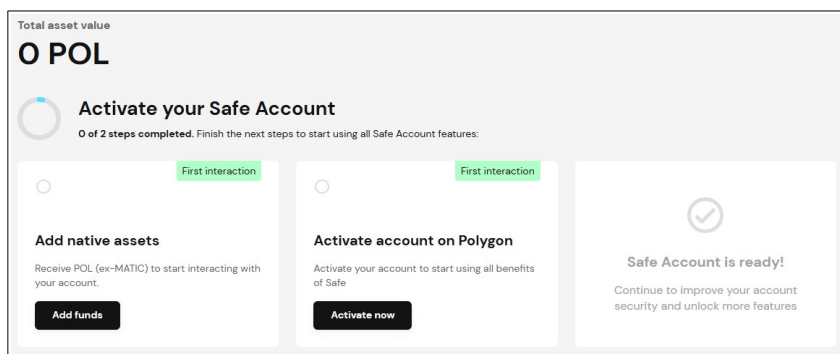 Total asset value
0 POL
Activate your Safe Account
0 of 2 steps completed. Finish the next steps to start using all Safe Account features:
First interaction
Add native assets
Receive POL (ex-MATIC) to start interacting with
your account.
Add funds
First interaction
Activate account on Polygon
Activate your account to start using all benefits
of Safe
Activate now
Safe Account is ready!
Continue to improve your account
security and unlock more features